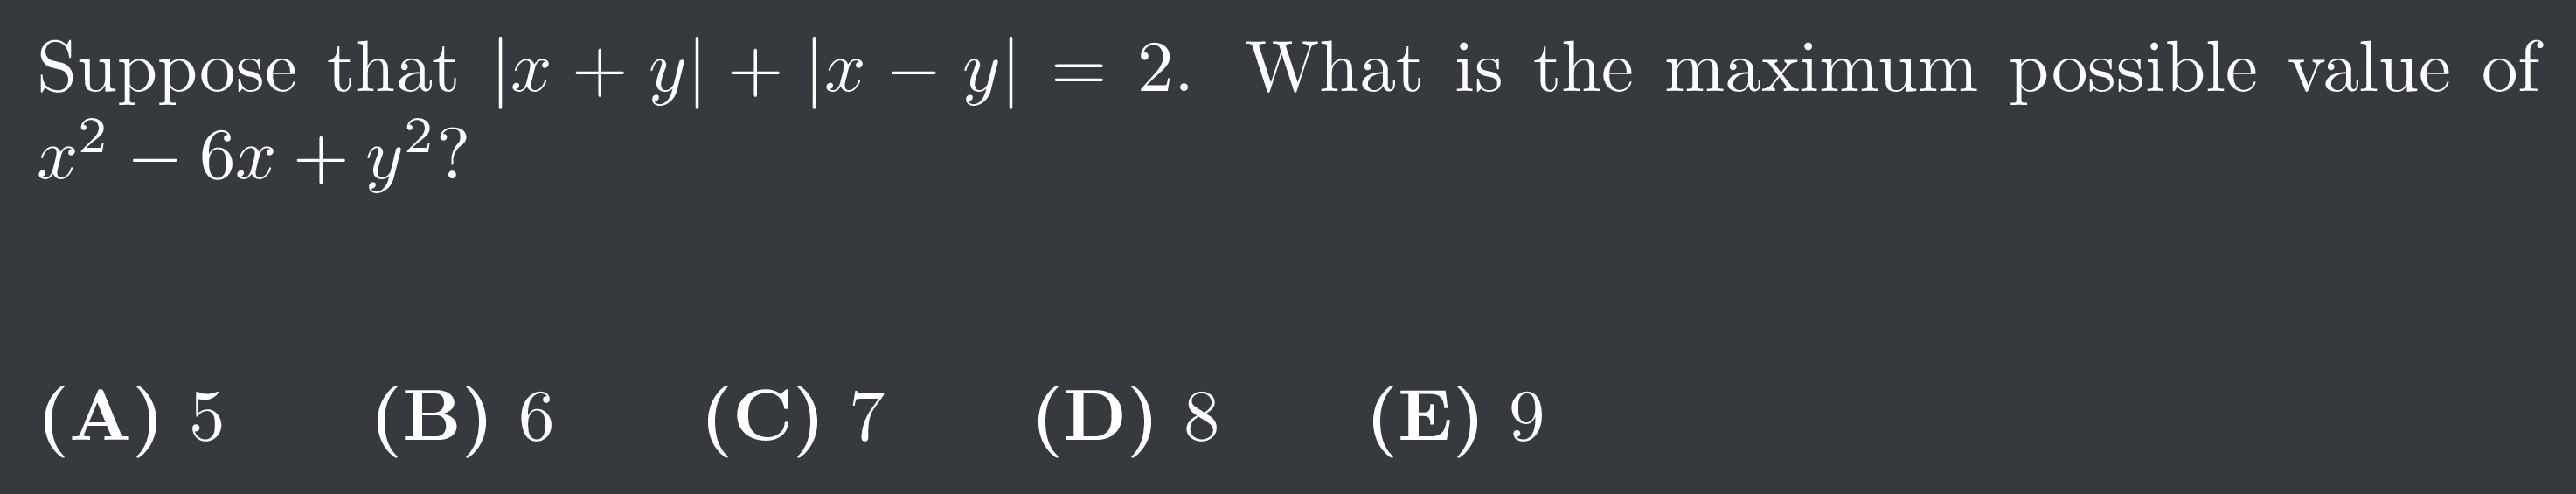 Suppose that |x + y| + |x − y| = 2. What is the maximum possible value of
x² − 6x + y²?
(A) 5 (B) 6 (C) 7 (D) 8 (E) 9